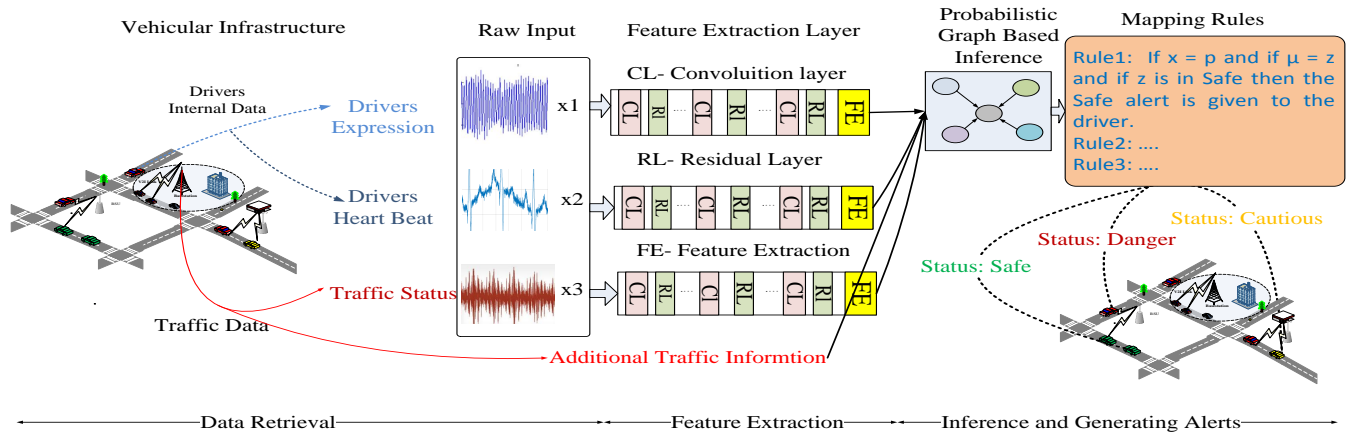 Vehicular Infrastructure
Drivers
Internal Data
Drivers
Expression
Drivers
Heart Beat
Traffic Status
Traffic Data
RSU
Raw Input
x1
x2
x3
Additional Traffic Informtion
Feature Extraction Layer
CL- Convoluition layer
CL RI CL RI CL RL FE
RL- Residual Layer
CL RL Cl RL CL RL FE
FE- Feature Extraction
CL RL Cl RL CL Rl FE
Probabilistic
Graph Based
Inference
Mapping Rules
Rule1: If x = p and if μ = z
and if z is in Safe then the
Safe alert is given to the
driver.
Rule2: ....
Rule3: ....
Status: Cautious
Status: Danger
Status: Safe
RSU
Data Retrieval
Feature Extraction
Inference and Generating Alerts